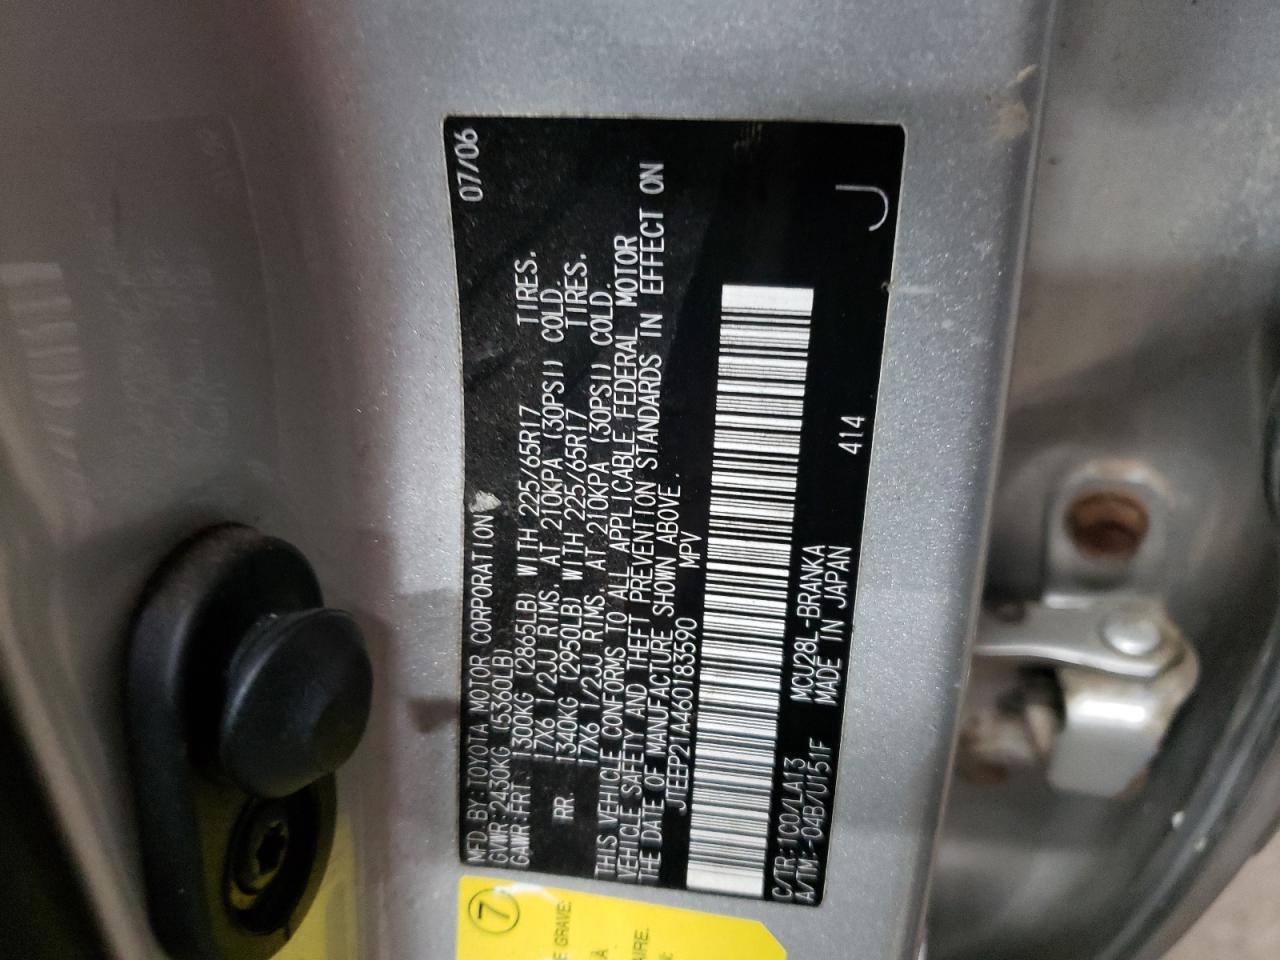 MFD.BY:TOYOTA MOTOR CORPORATION 07/06
GVWR:2430KG (5360LB)
GAWR:FRT. 1300KG (2865LB) WITH 225/65R17 TIRES.
17X6 1/2JJ RIMS. AT 210KPA (30PSI) COLD.
RR. 1340KG (2950LB) WITH 225/65R17 TIRES.
17X6 1/2JJ RIMS. AT 210KPA (30PSI) COLD.
THIS VEHICLE CONFORMS TO ALL APPLICABLE FEDERAL MOTOR
VEHICLE SAFETY AND THEFT PREVENTION STANDARDS IN EFFECT ON
THE DATE OF MANUFACTURE SHOWN ABOVE.
JTEEP21A460183590 MPV
C/TR:1C0/LA13 MCU28L-BRANKA 414 J
A/TM:-04B/U151F MADE IN JAPAN
7
E GRAVE:
À
AIRE.